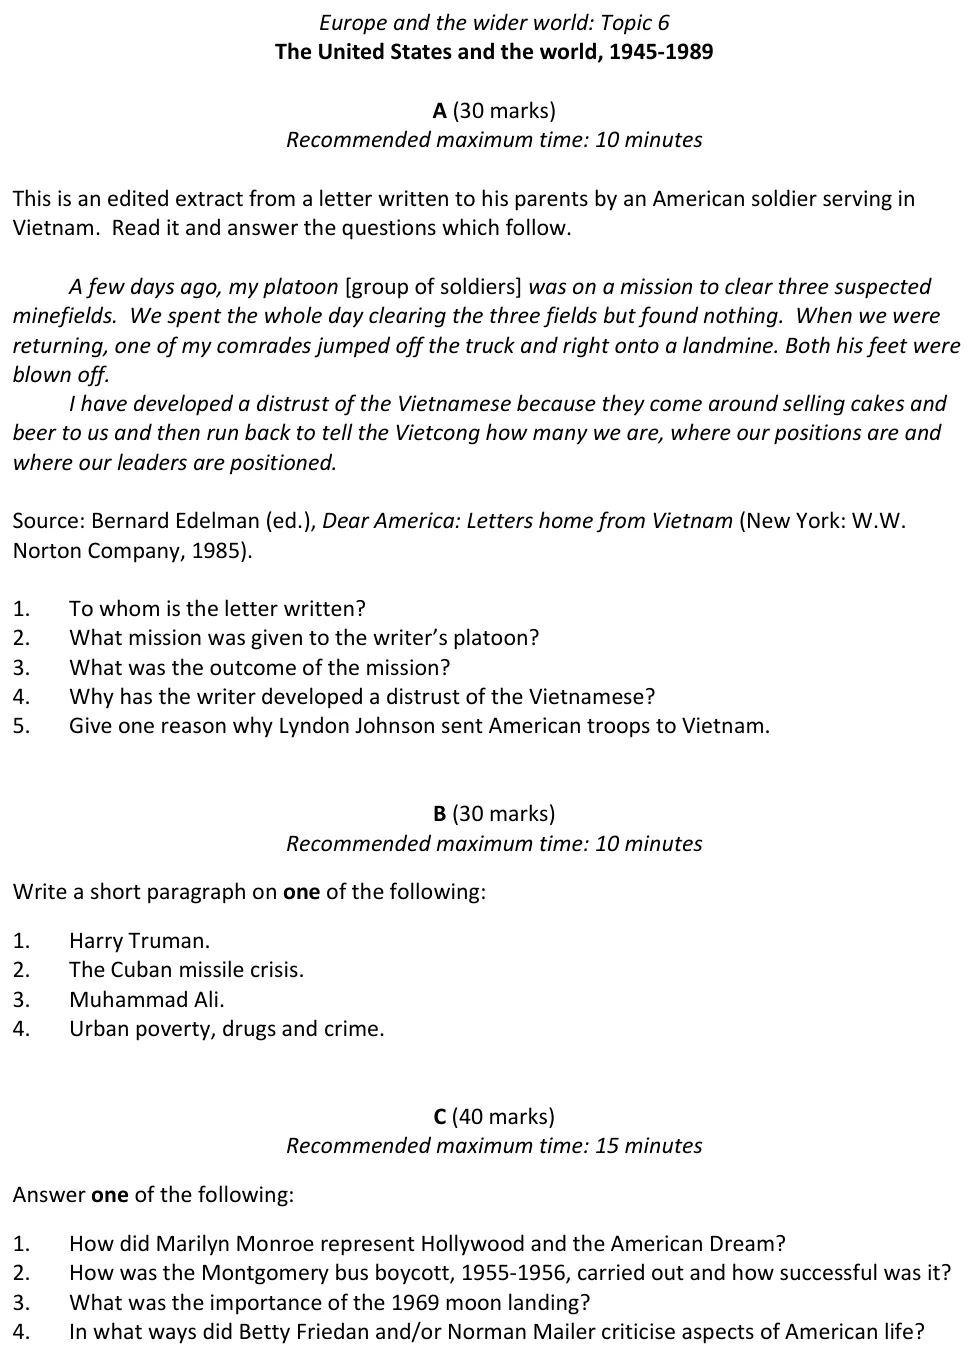 Europe and the wider world: Topic 6
The United States and the world, 1945-1989
A (30 marks)
Recommended maximum time: 10 minutes
This is an edited extract from a letter written to his parents by an American soldier serving in
Vietnam.  Read it and answer the questions which follow.
A few days ago, my platoon [group of soldiers] was on a mission to clear three suspected
minefields.  We spent the whole day clearing the three fields but found nothing.  When we were
returning, one of my comrades jumped off the truck and right onto a landmine. Both his feet were
blown off.
I have developed a distrust of the Vietnamese because they come around selling cakes and
beer to us and then run back to tell the Vietcong how many we are, where our positions are and
where our leaders are positioned.
Source: Bernard Edelman (ed.), Dear America: Letters home from Vietnam (New York: W.W.
Norton Company, 1985).
1. To whom is the letter written?
2. What mission was given to the writer’s platoon?
3. What was the outcome of the mission?
4. Why has the writer developed a distrust of the Vietnamese?
5. Give one reason why Lyndon Johnson sent American troops to Vietnam.
B (30 marks)
Recommended maximum time: 10 minutes
Write a short paragraph on one of the following:
1. Harry Truman.
2. The Cuban missile crisis.
3. Muhammad Ali.
4. Urban poverty, drugs and crime.
C (40 marks)
Recommended maximum time: 15 minutes
Answer one of the following:
1. How did Marilyn Monroe represent Hollywood and the American Dream?
2. How was the Montgomery bus boycott, 1955-1956, carried out and how successful was it?
3. What was the importance of the 1969 moon landing?
4. In what ways did Betty Friedan and/or Norman Mailer criticise aspects of American life?